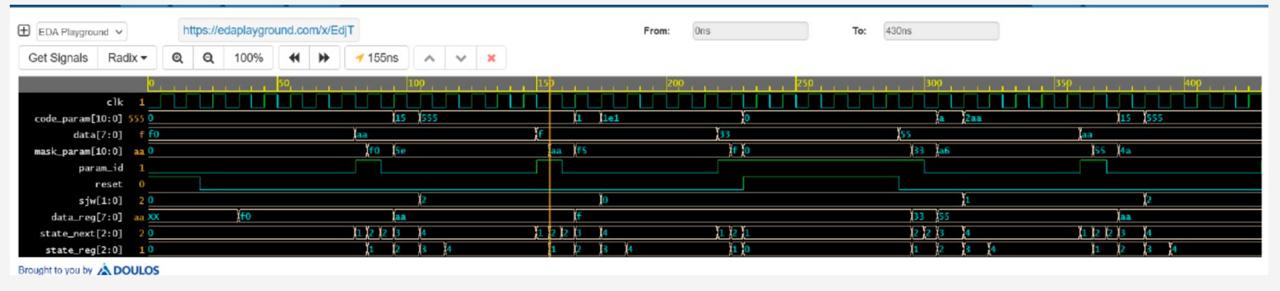 EDA Playground https://edaplayground.com/x/EdjT From: 0ns To: 430ns
Get Signals Radix 100% 155ns
0 50 100 150 200 250 300 350 400
clk 1
code_param[10:0] 555 0 15 555 1 1e1 0 a 2aa 15 555
data[7:0] f f0 aa f 33 55 aa
mask_param[10:0] aa 0 f0 5e aa f5 f 0 33 a6 55 4a
param_id 1
reset 0
sjw[1:0] 2 0 2 0 1 2
data_reg[7:0] aa XX f0 aa f 33 55 aa
state_next[2:0] 2 0 1 2 2 3 4 1 2 2 3 4 1 2 1 2 2 3 4 1 2 2 3 4
state_reg[2:0] 1 0 1 2 3 4 1 2 3 4 1 0 1 2 3 4 1 2 3 4
Brought to you by DOULOS